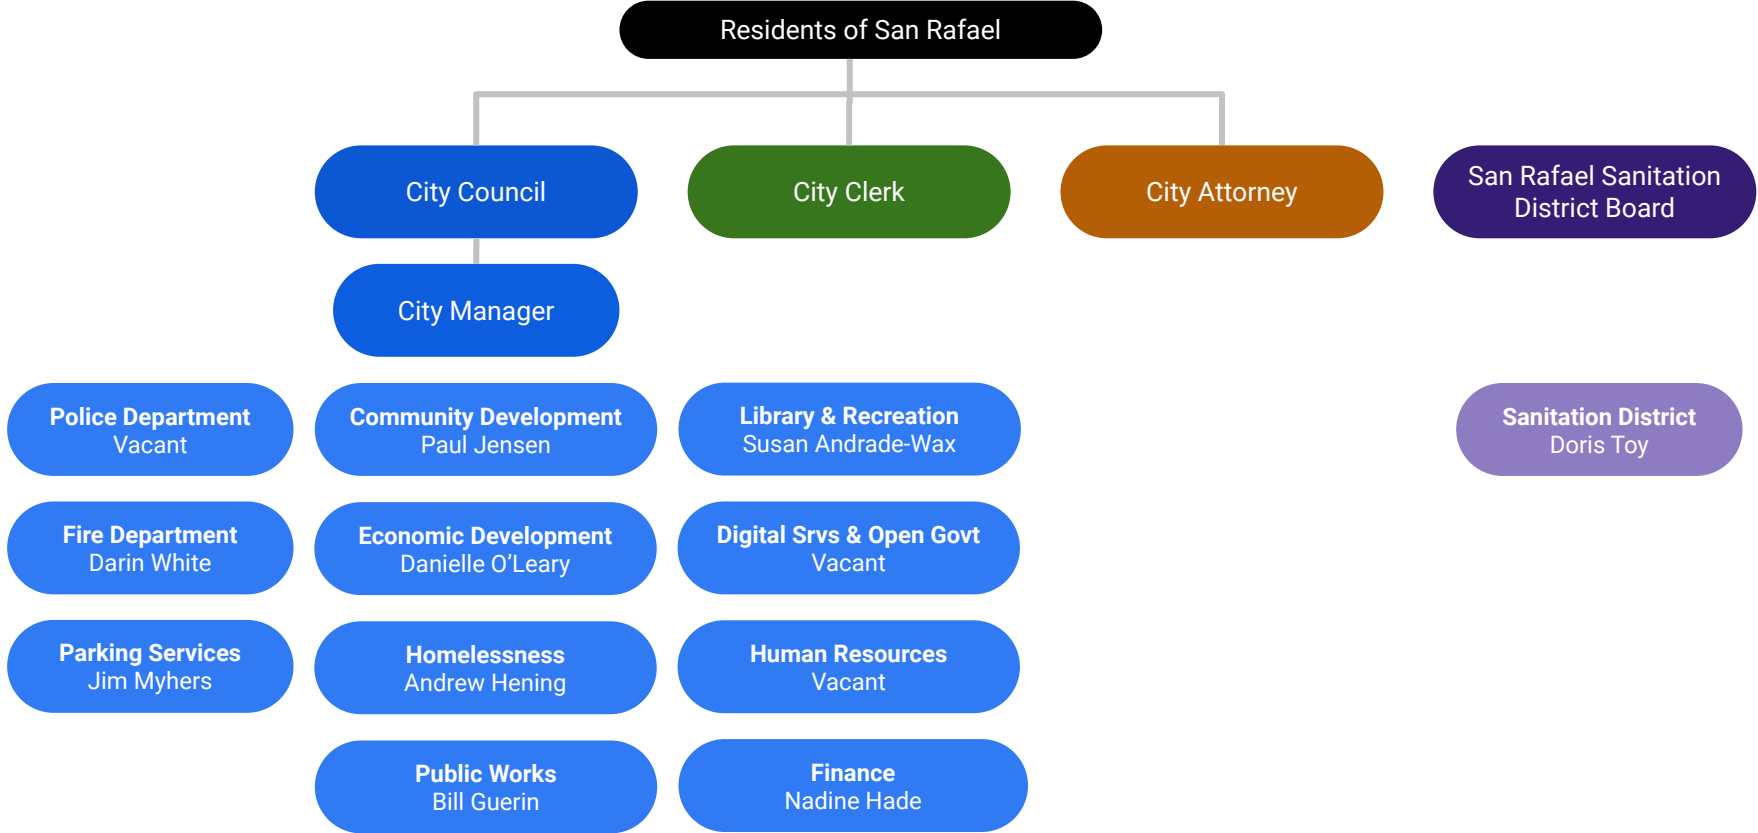 Residents of San Rafael
City Council
City Clerk
City Attorney
San Rafael Sanitation
District Board
City Manager
Police Department
Vacant
Community Development
Paul Jensen
Library & Recreation
Susan Andrade-Wax
Sanitation District
Doris Toy
Fire Department
Darin White
Economic Development
Danielle O’Leary
Digital Srvs & Open Govt
Vacant
Parking Services
Jim Myhers
Homelessness
Andrew Hening
Human Resources
Vacant
Public Works
Bill Guerin
Finance
Nadine Hade